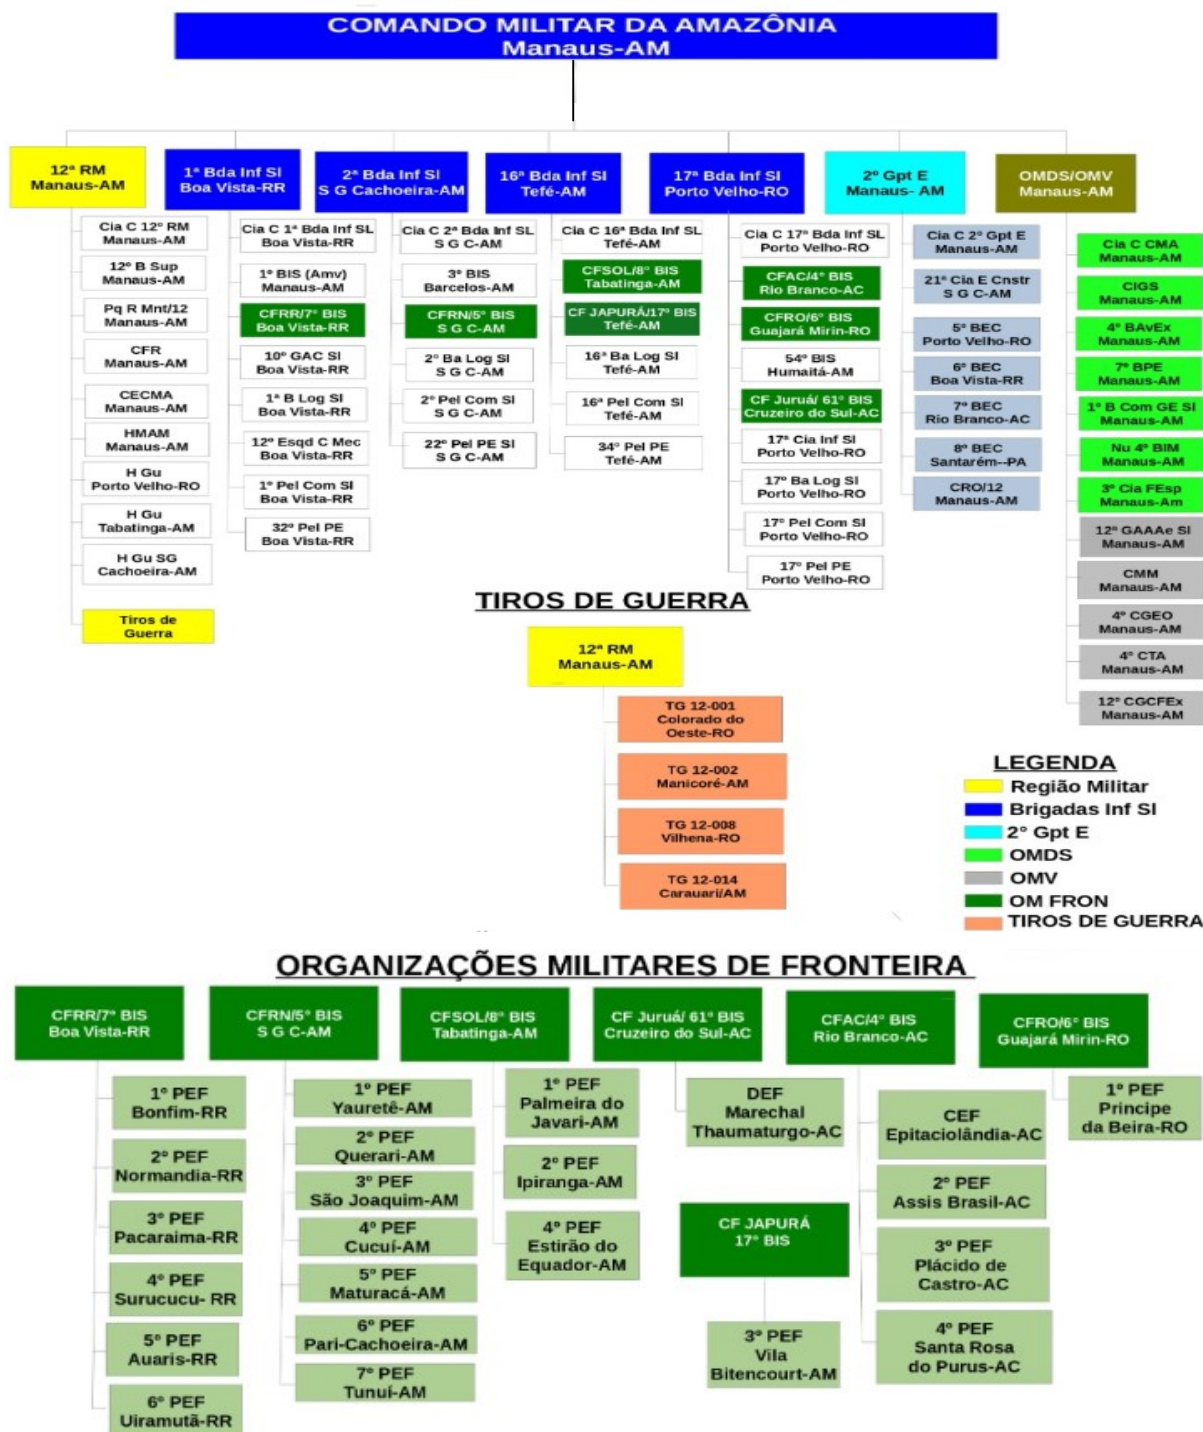 COMANDO MILITAR DA AMAZÔNIA
Manaus-AM
12ª RM
Manaus-AM
Cia C 12º RM
Manaus-AM
12º B Sup
Manaus-AM
Pq R Mnt/12
Manaus-AM
CFR
Manaus-AM
CECMA
Manaus-AM
HMAM
Manaus-AM
H Gu
Porto Velho-RO
H Gu
Tabatinga-AM
H Gu SG
Cachoeira-AM
Tiros de
Guerra
1ª Bda Inf Sl
Boa Vista-RR
Cia C 1ª Bda Inf SL
Boa Vista-RR
1º BIS (Amv)
Manaus-AM
CFRR/7º BIS
Boa Vista-RR
10º GAC Sl
Boa Vista-RR
1ª B Log Sl
Boa Vista-RR
12º Esqd C Mec
Boa Vista-RR
1º Pel Com Sl
Boa Vista-RR
32º Pel PE
Boa Vista-RR
2ª Bda Inf Sl
S G Cachoeira-AM
Cia C 2ª Bda Inf SL
S G C-AM
3º BIS
Barcelos-AM
CFRN/5º BIS
S G C-AM
2º Ba Log Sl
S G C-AM
2º Pel Com Sl
S G C-AM
22º Pel PE Sl
S G C-AM
16ª Bda Inf Sl
Tefé-AM
Cia C 16ª Bda Inf SL
Tefé-AM
CFSOL/8º BIS
Tabatinga-AM
CF JAPURÁ/17º BIS
Tefé-AM
16ª Ba Log Sl
Tefé-AM
16ª Pel Com Sl
Tefé-AM
34º Pel PE
Tefé-AM
17ª Bda Inf Sl
Porto Velho-RO
Cia C 17ª Bda Inf SL
Porto Velho-RO
CFAC/4º BIS
Rio Branco-AC
CFRO/6º BIS
Guajará Mirin-RO
54º BIS
Humaitá-AM
CF Juruá/ 61º BIS
Cruzeiro do Sul-AC
17ª Cia Inf Sl
Porto Velho-RO
17º Ba Log Sl
Porto Velho-RO
17º Pel Com Sl
Porto Velho-RO
17º Pel PE
Porto Velho-RO
2º Gpt E
Manaus- AM
Cia C 2º Gpt E
Manaus-AM
21ª Cia E Cnstr
S G C-AM
5º BEC
Porto Velho-RO
6º BEC
Boa Vista-RR
7º BEC
Rio Branco-AC
8º BEC
Santarém--PA
CRO/12
Manaus-AM
OMDS/OMV
Manaus-AM
Cia C CMA
Manaus-AM
CIGS
Manaus-AM
4º BAvEx
Manaus-AM
7º BPE
Manaus-AM
1º B Com GE Sl
Manaus-AM
Nu 4º BIM
Manaus-AM
3ª Cia FEsp
Manaus-Am
12ª GAAAe Sl
Manaus-AM
CMM
Manaus-AM
4º CGEO
Manaus-AM
4º CTA
Manaus-AM
12º CGCFEx
Manaus-AM
TIROS DE GUERRA
12ª RM
Manaus-AM
TG 12-001
Colorado do
Oeste-RO
TG 12-002
Manicoré-AM
TG 12-008
Vilhena-RO
TG 12-014
Carauari/AM
LEGENDA
Região Militar
Brigadas Inf Sl
2° Gpt E
OMDS
OMV
OM FRON
TIROS DE GUERRA
ORGANIZAÇÕES MILITARES DE FRONTEIRA
CFRR/7º BIS
Boa Vista-RR
1º PEF
Bonfim-RR
2º PEF
Normandia-RR
3º PEF
Pacaraima-RR
4º PEF
Surucucu- RR
5º PEF
Auaris-RR
6º PEF
Uiramutã-RR
CFRN/5º BIS
S G C-AM
1º PEF
Yauretê-AM
2º PEF
Querari-AM
3º PEF
São Joaquim-AM
4º PEF
Cucuí-AM
5º PEF
Maturacá-AM
6º PEF
Pari-Cachoeira-AM
7º PEF
Tunuí-AM
CFSOL/8º BIS
Tabatinga-AM
1º PEF
Palmeira do
Javari-AM
2º PEF
Ipiranga-AM
4º PEF
Estirão do
Equador-AM
CF Juruá/ 61º BIS
Cruzeiro do Sul-AC
DEF
Marechal
Thaumaturgo-AC
CF JAPURÁ
17º BIS
3º PEF
Vila
Bitencourt-AM
CFAC/4º BIS
Rio Branco-AC
CEF
Epitaciolândia-AC
2º PEF
Assis Brasil-AC
3º PEF
Plácido de
Castro-AC
4º PEF
Santa Rosa
do Purus-AC
CFRO/6º BIS
Guajará Mirin-RO
1º PEF
Principe
da Beira-RO